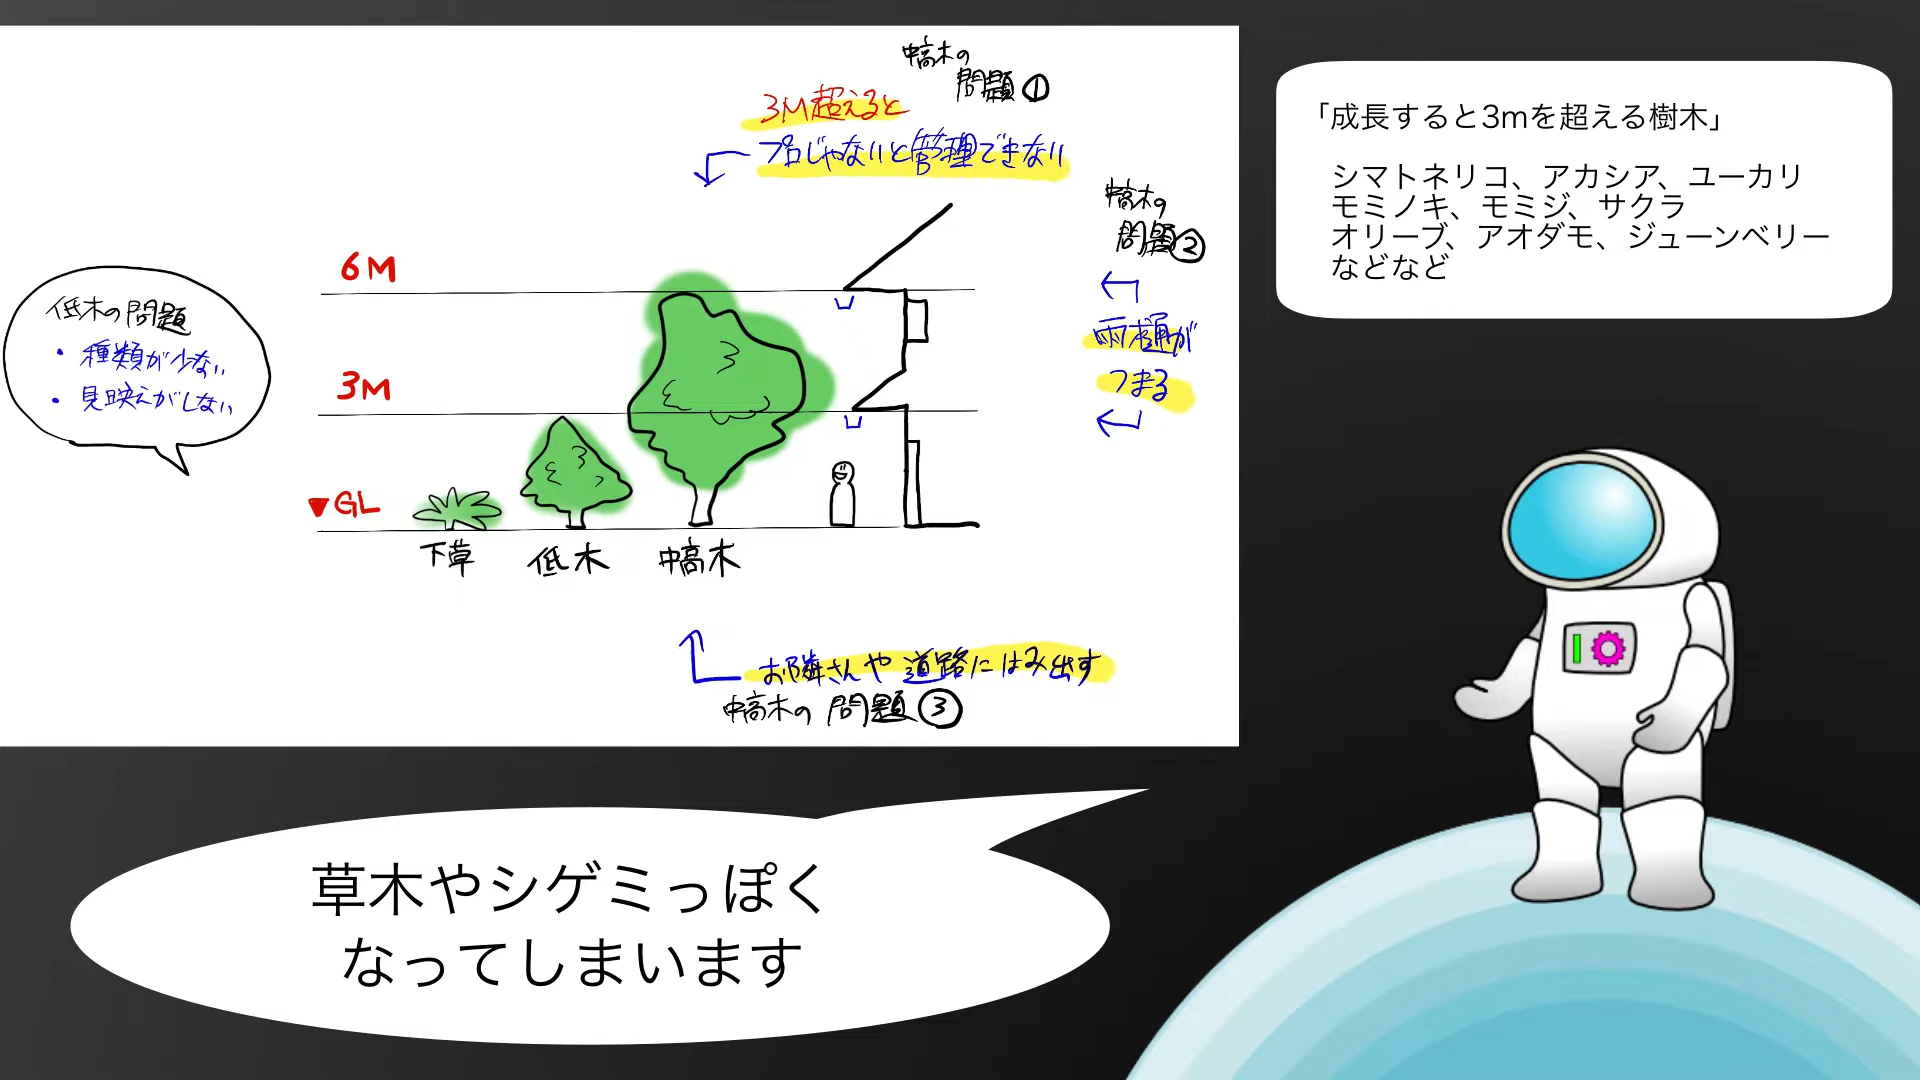 中高木の
問題①
3M超えると
プロじゃないと管理できない
中高木の
問題②
雨樋が
つまる
6M
3M
▼GL
低木の問題
・種類が少ない
・見映えがしない
下草
低木
中高木
お隣さんや道路にはみ出す
中高木の問題③
「成長すると3mを超える樹木」
シマトネリコ、アカシア、ユーカリ
モミノキ、モミジ、サクラ
オリーブ、アオダモ、ジューンベリー
などなど
草木やシゲミっぽく
なってしまいます